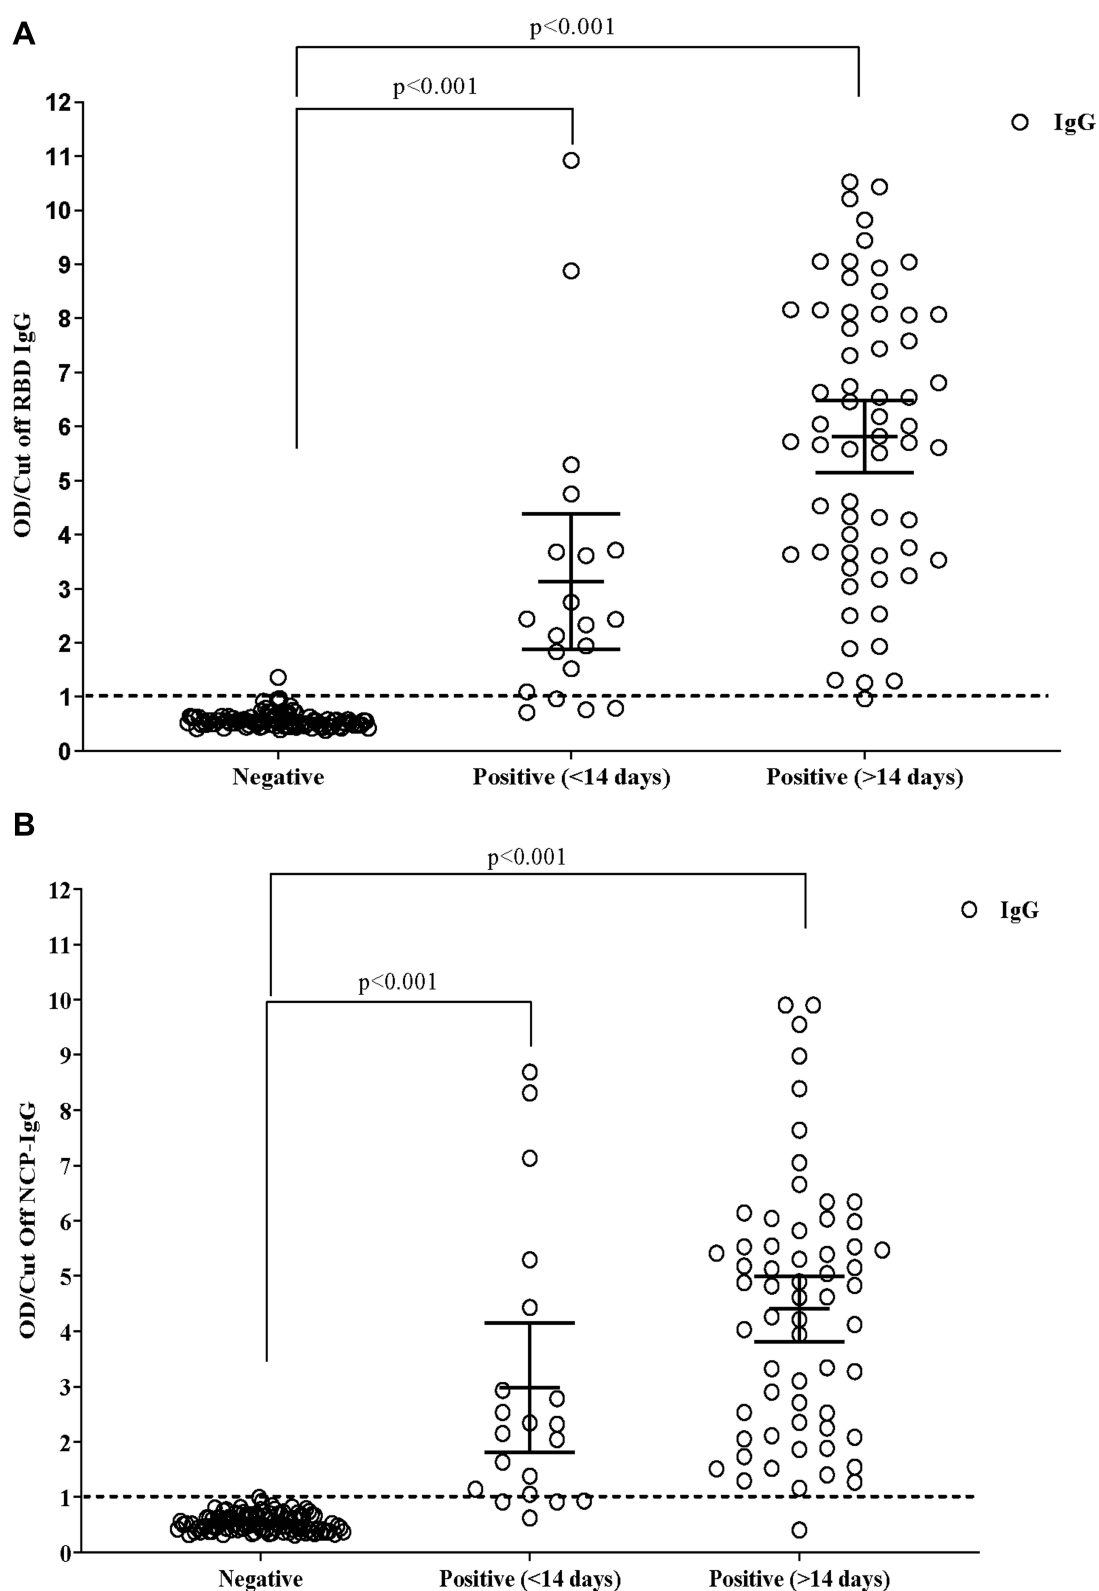 A
p<0.001
p<0.001
IgG
12
11
10
9
8
7
6
5
4
3
2
1
0
OD/Cut off RBD IgG
Negative
Positive (<14 days)
Positive (>14 days)
B
p<0.001
p<0.001
IgG
12
11
10
9
8
7
6
5
4
3
2
1
0
OD/Cut Off NCP-IgG
Negative
Positive (<14 days)
Positive (>14 days)